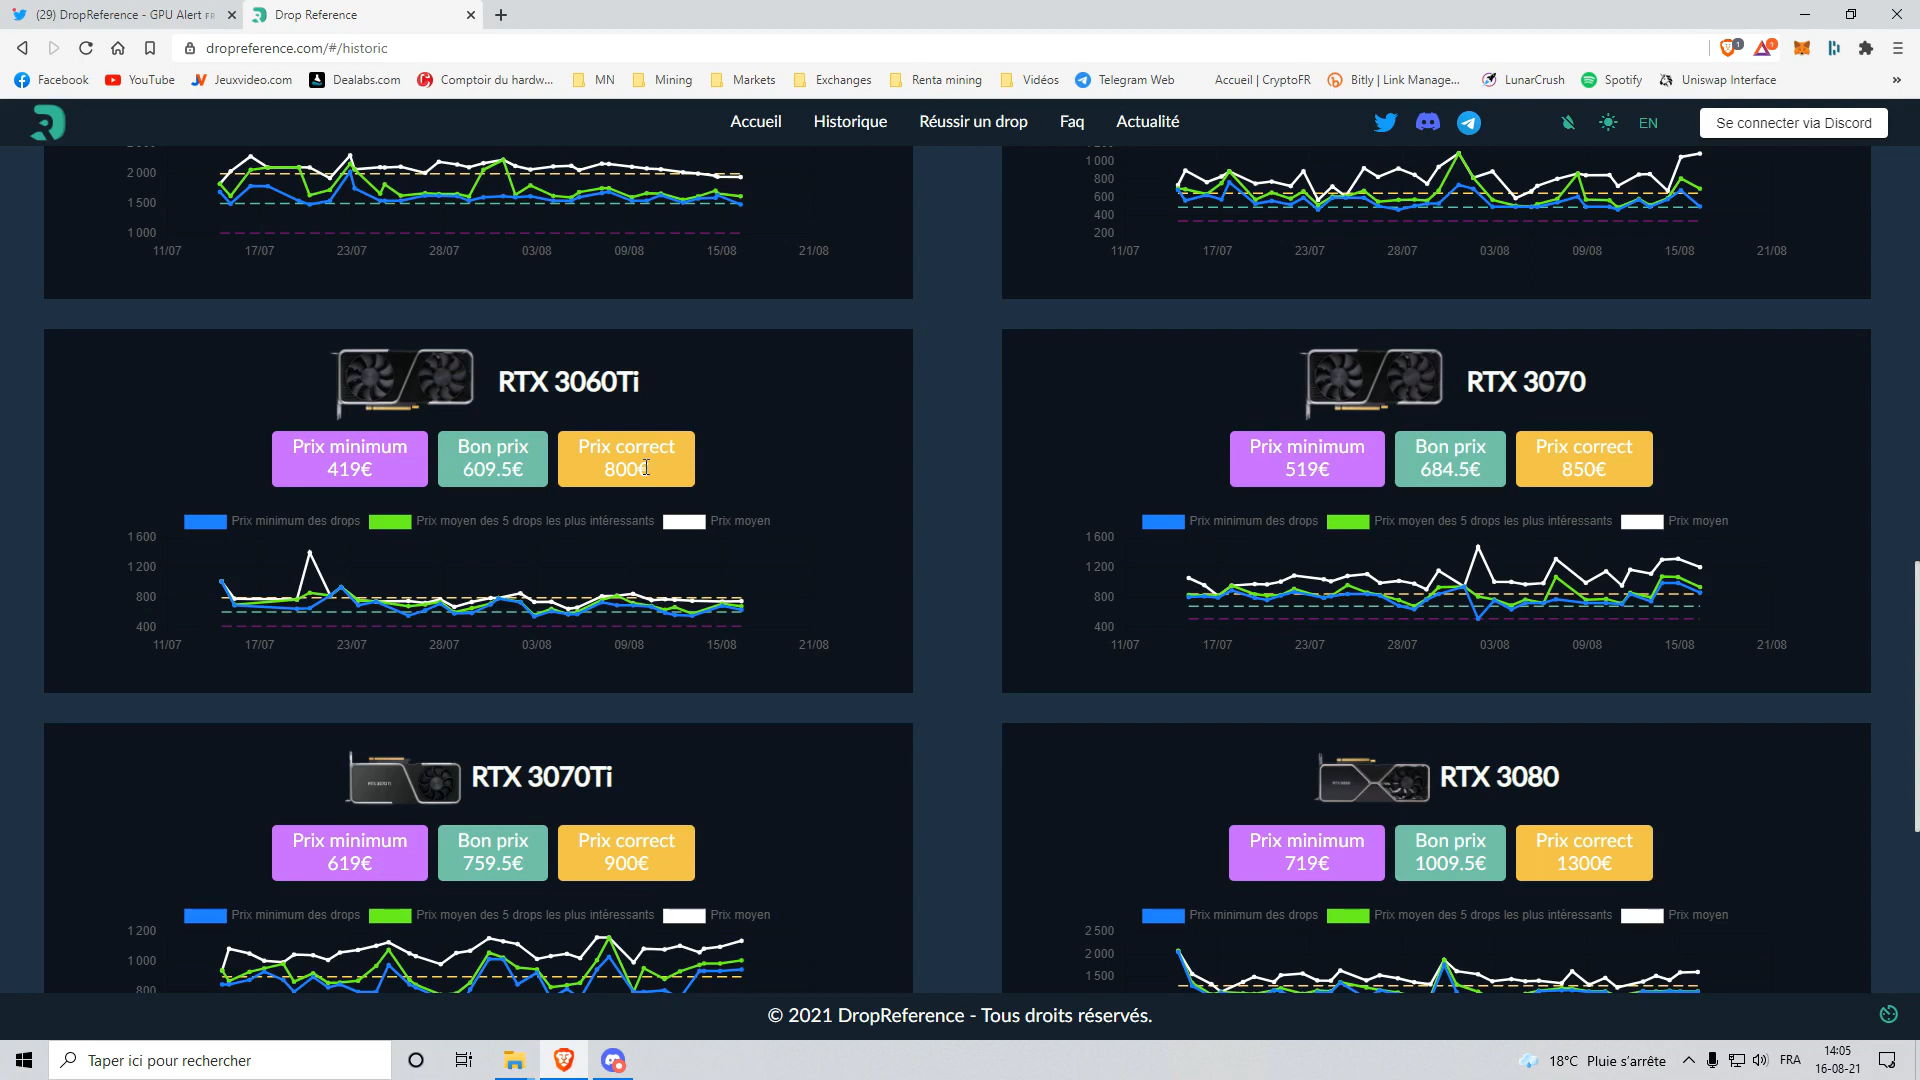 (29) DropReference - GPU Alert FR
Drop Reference
dropreference.com/#/historic
Facebook YouTube Jeuxvideo.com Dealabs.com Comptoir du hardw... MN Mining Markets Exchanges Renta mining Vidéos Telegram Web Accueil | CryptoFR Bitly | Link Manage... LunarCrush Spotify Uniswap Interface »
Accueil Historique Réussir un drop Faq Actualité EN Se connecter via Discord
2 000
1 500
1 000
11/07 17/07 23/07 28/07 03/08 09/08 15/08 21/08
1 000
800
600
400
200
11/07 17/07 23/07 28/07 03/08 09/08 15/08 21/08
RTX 3060Ti
Prix minimum Bon prix Prix correct
419€ 609.5€ 800€
Prix minimum des drops Prix moyen des 5 drops les plus intéressants Prix moyen
1 600
1 200
800
400
11/07 17/07 23/07 28/07 03/08 09/08 15/08 21/08
RTX 3070
Prix minimum Bon prix Prix correct
519€ 684.5€ 850€
Prix minimum des drops Prix moyen des 5 drops les plus intéressants Prix moyen
1 600
1 200
800
400
11/07 17/07 23/07 28/07 03/08 09/08 15/08 21/08
RTX 3070Ti
Prix minimum Bon prix Prix correct
619€ 759.5€ 900€
Prix minimum des drops Prix moyen des 5 drops les plus intéressants Prix moyen
1 200
1 000
800
RTX 3080
Prix minimum Bon prix Prix correct
719€ 1009.5€ 1300€
Prix minimum des drops Prix moyen des 5 drops les plus intéressants Prix moyen
2 500
2 000
1 500
© 2021 DropReference - Tous droits réservés.
Taper ici pour rechercher
18°C Pluie s'arrête
FRA
14:05
16-08-21